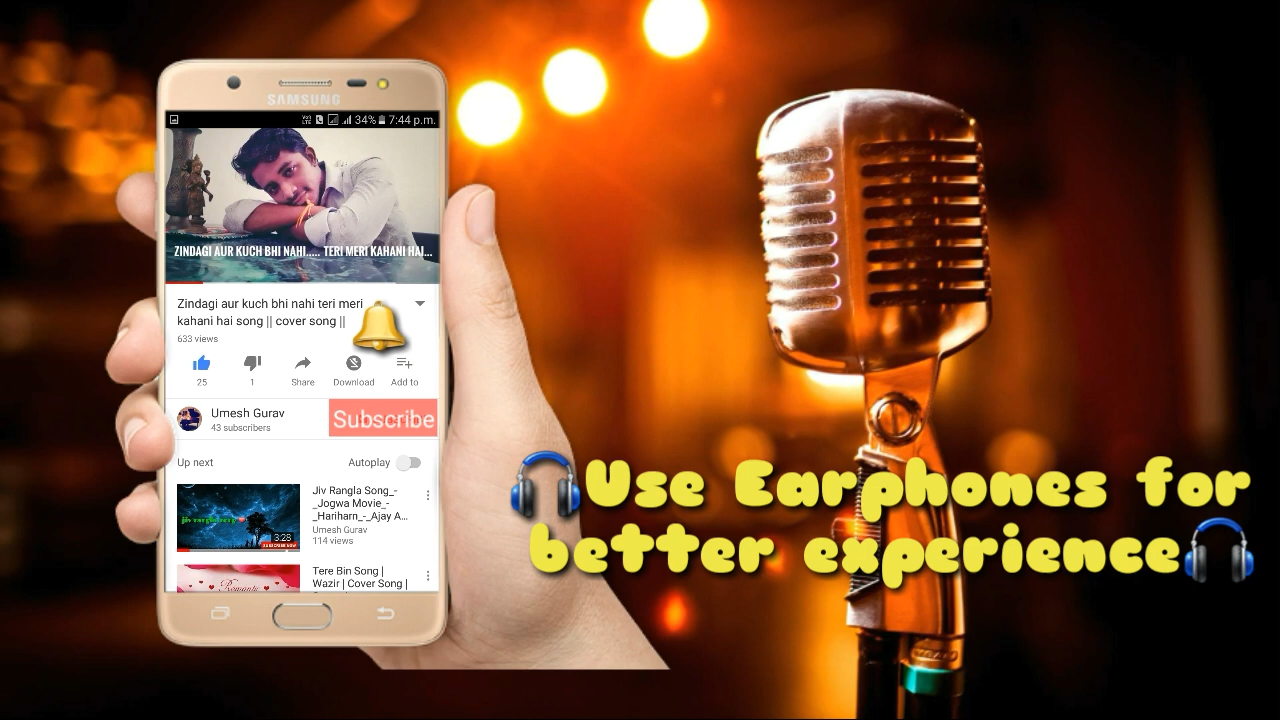 SAMSUNG
34% 7:44 p.m.
ZINDAGI AUR KUCH BHI NAHI..... TERI MERI KAHANI HAI...
Zindagi aur kuch bhi nahi teri meri
kahani hai song || cover song ||
633 views
25
1
Share
Download
Add to
Umesh Gurav
43 subscribers
Subscribe
Up next
Autoplay
Jiv Rangla Song_-
_Jogwa Movie_-
_Hariharn_-_Ajay A...
Umesh Gurav
114 views
3:28
SUBSCRIBE NOW
Tere Bin Song |
Wazir | Cover Song |
Romantic
Use Earphones for
better experience